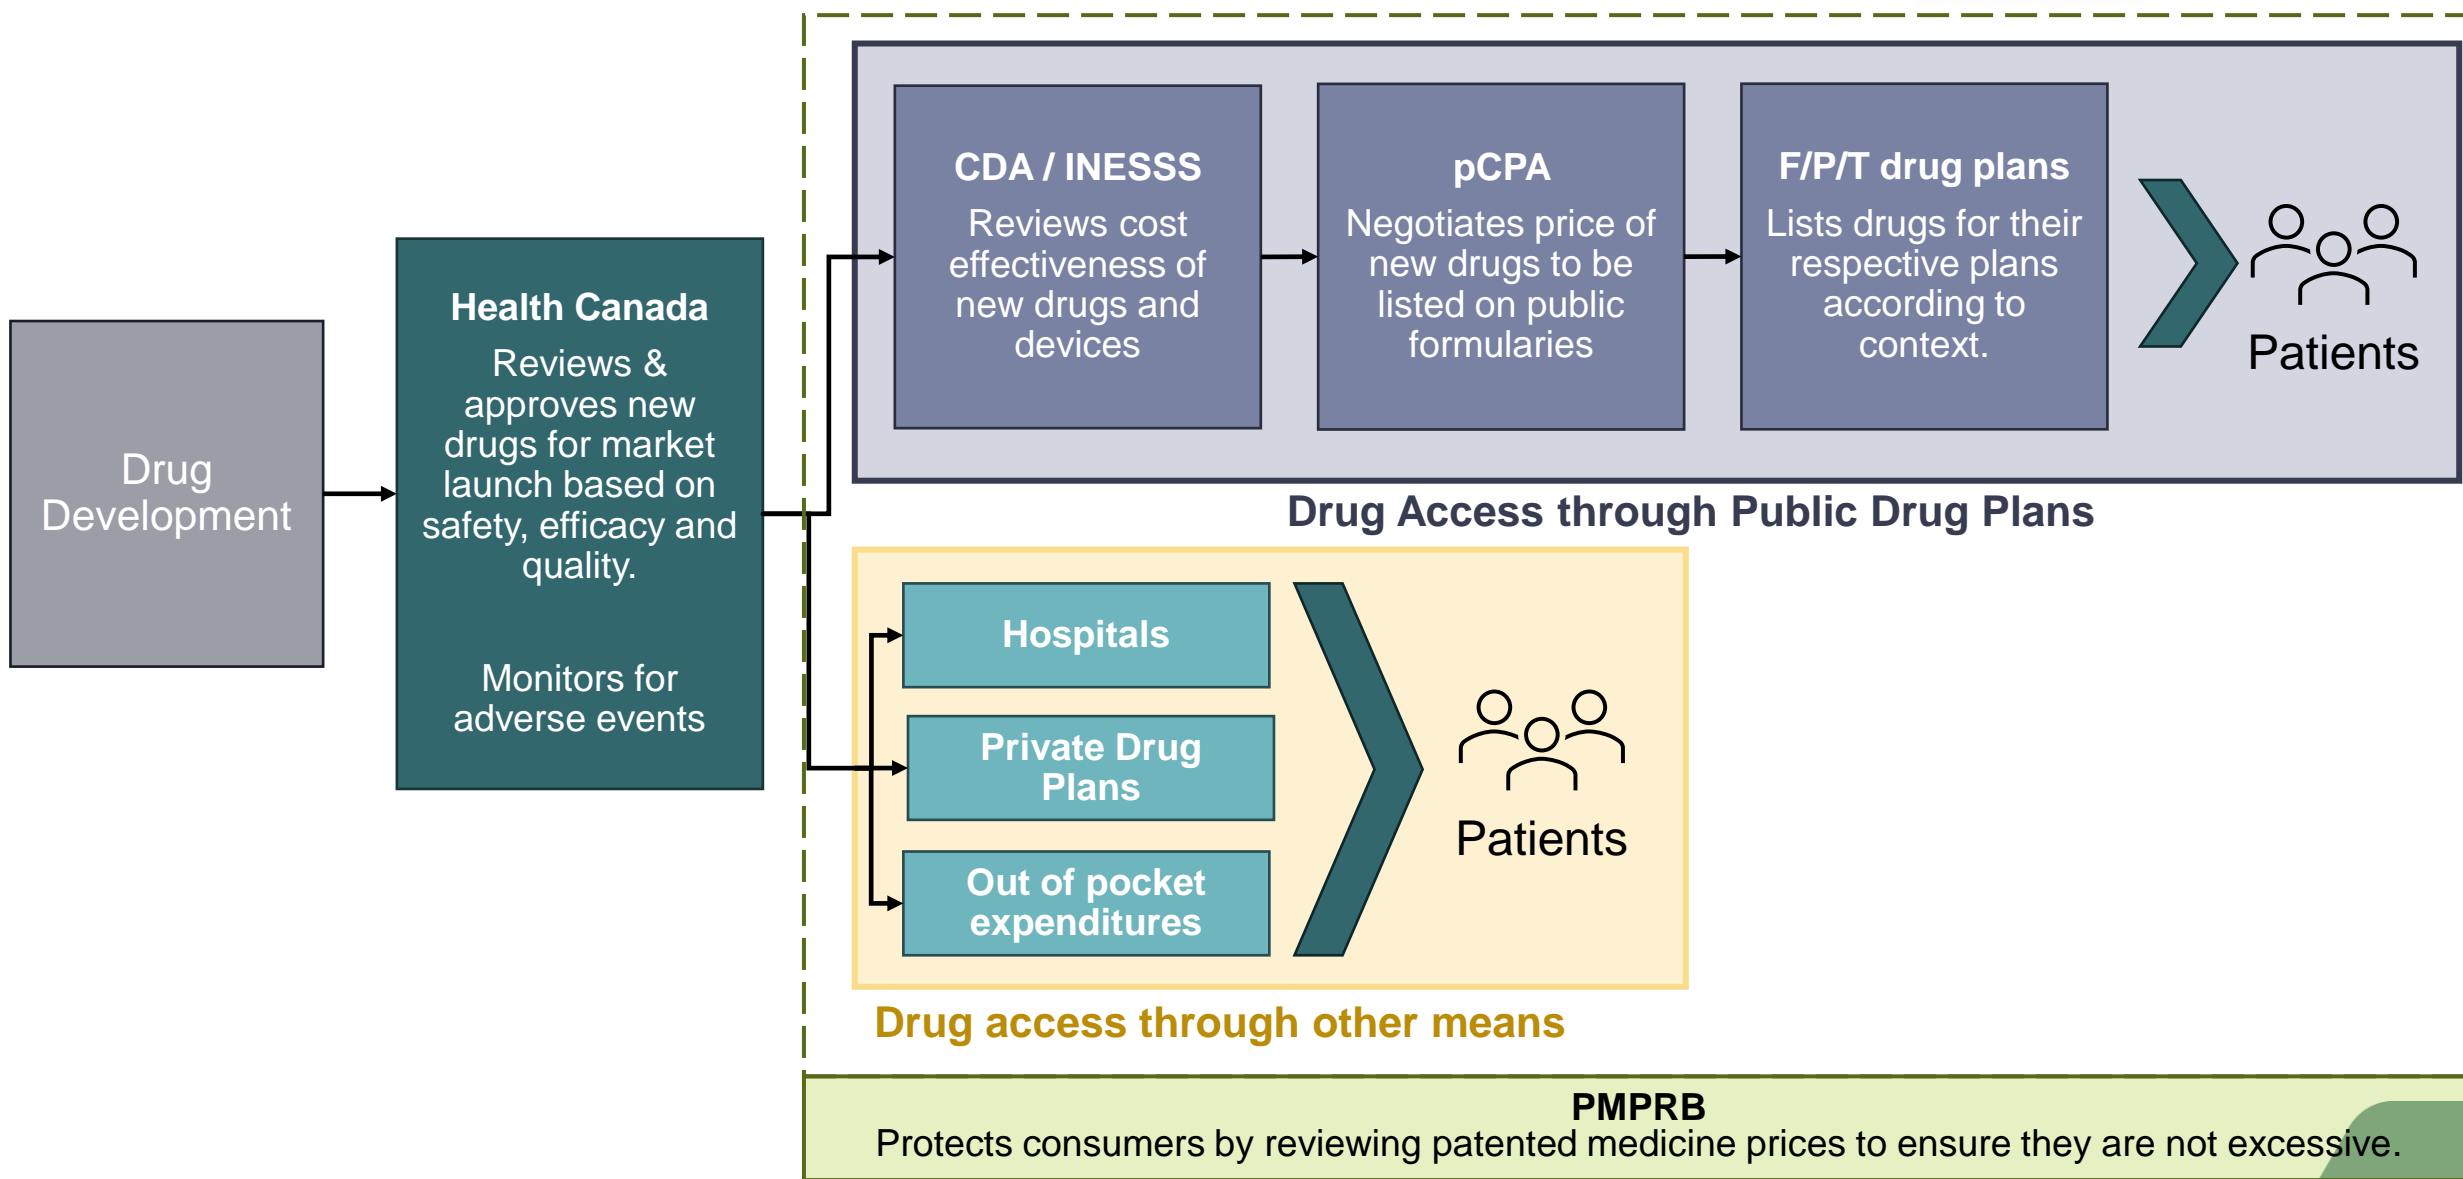 Drug
Development
Health Canada
Reviews &
approves new
drugs for market
launch based on
safety, efficacy and
quality.
Monitors for
adverse events
CDA / INESSS
Reviews cost
effectiveness of
new drugs and
devices
pCPA
Negotiates price of
new drugs to be
listed on public
formularies
F/P/T drug plans
Lists drugs for their
respective plans
according to
context.
Patients
Drug Access through Public Drug Plans
Hospitals
Private Drug
Plans
Out of pocket
expenditures
Patients
Drug access through other means
PMPRB
Protects consumers by reviewing patented medicine prices to ensure they are not excessive.